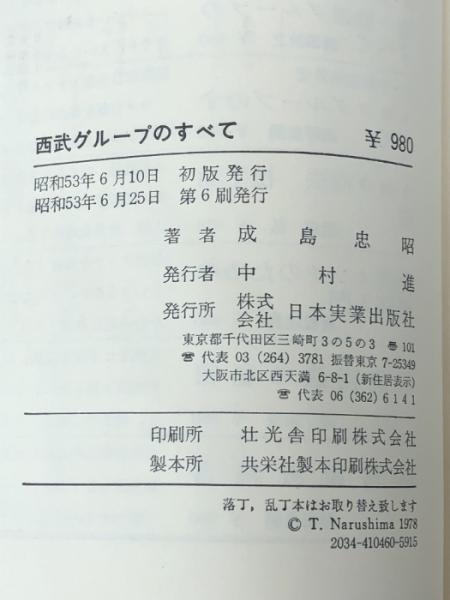 西武グループのすべて ¥ 980
昭和53年6月10日 初版発行
昭和53年6月25日 第6刷発行
著者 成島忠昭
発行者 中村進
発行所 株式会社 日本実業出版社
東京都千代田区三崎町3の5の3 〠 101
☎ 代表 03 (264) 3781 振替東京 7-25349
大阪市北区西天満 6-8-1 (新住居表示)
☎ 代表 06 (362) 6141
印刷所 壮光舎印刷株式会社
製本所 共栄社製本印刷株式会社
落丁,乱丁本はお取り替え致します
© T. Narushima 1978
2034-410460-5915